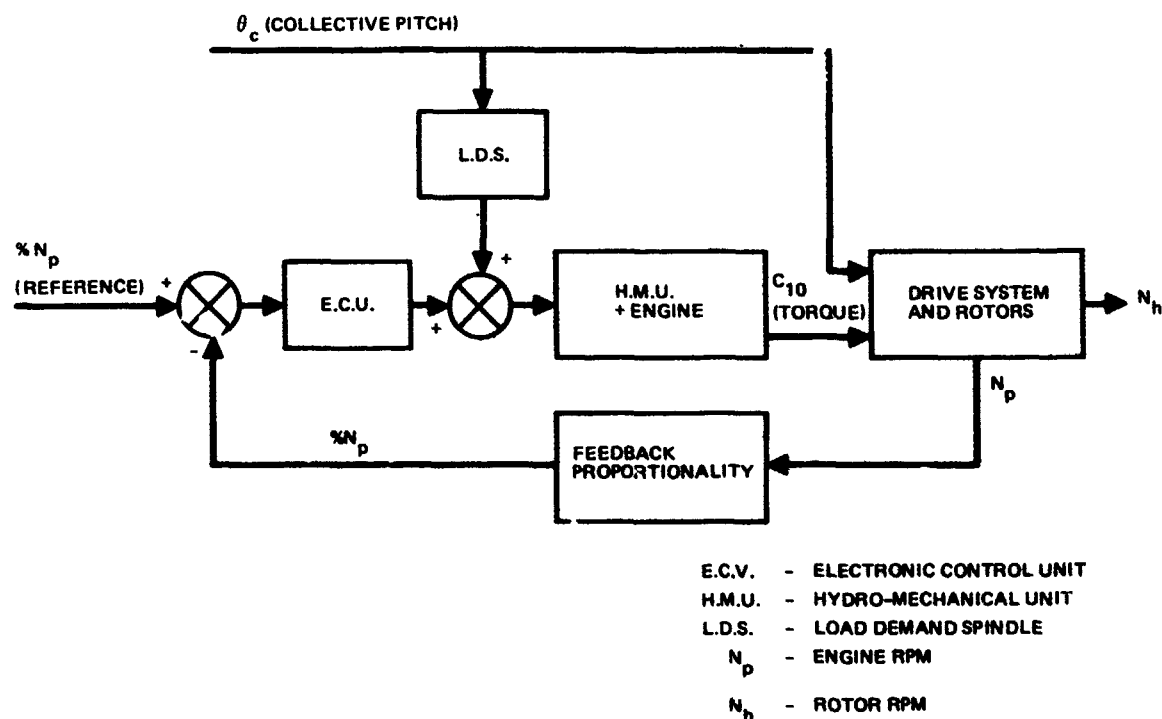 θc (COLLECTIVE PITCH)
L.D.S.
% Np
(REFERENCE)
+
-
E.C.U.
+
+
H.M.U.
+ ENGINE
C10
(TORQUE)
DRIVE SYSTEM
AND ROTORS
Nh
Np
%Np
FEEDBACK
PROPORTIONALITY
E.C.V. - ELECTRONIC CONTROL UNIT
H.M.U. - HYDRO-MECHANICAL UNIT
L.D.S. - LOAD DEMAND SPINDLE
Np - ENGINE RPM
Nh - ROTOR RPM